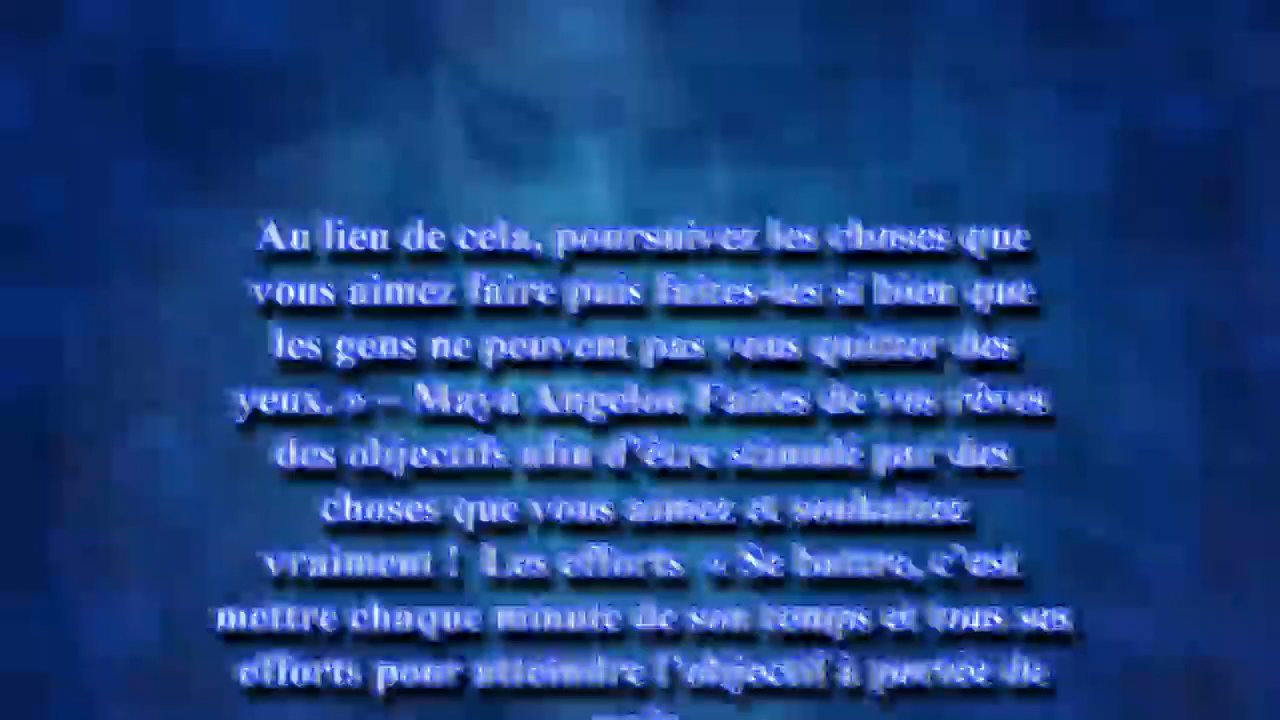 Au lieu de cela, poursuivez les choses que
vous aimez faire puis faites-les si bien que
les gens ne peuvent pas vous quitter des
yeux. » – Maya Angelou Faites de vos rêves
des objectifs afin d’être stimulé par des
choses que vous aimez et souhaitez
vraiment ! Les efforts « Se battre, c’est
mettre chaque minute de son temps et tous ses
efforts pour atteindre l’objectif à portée de